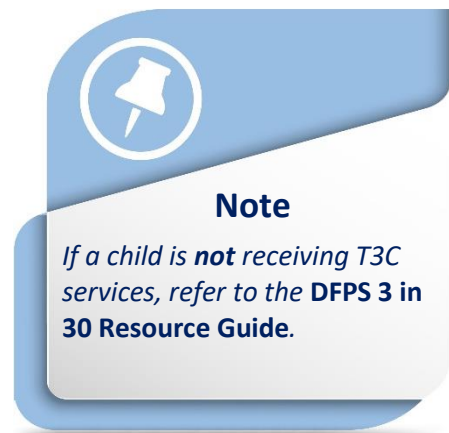 Note
If a child is not receiving T3C
services, refer to the DFPS 3 in
30 Resource Guide.